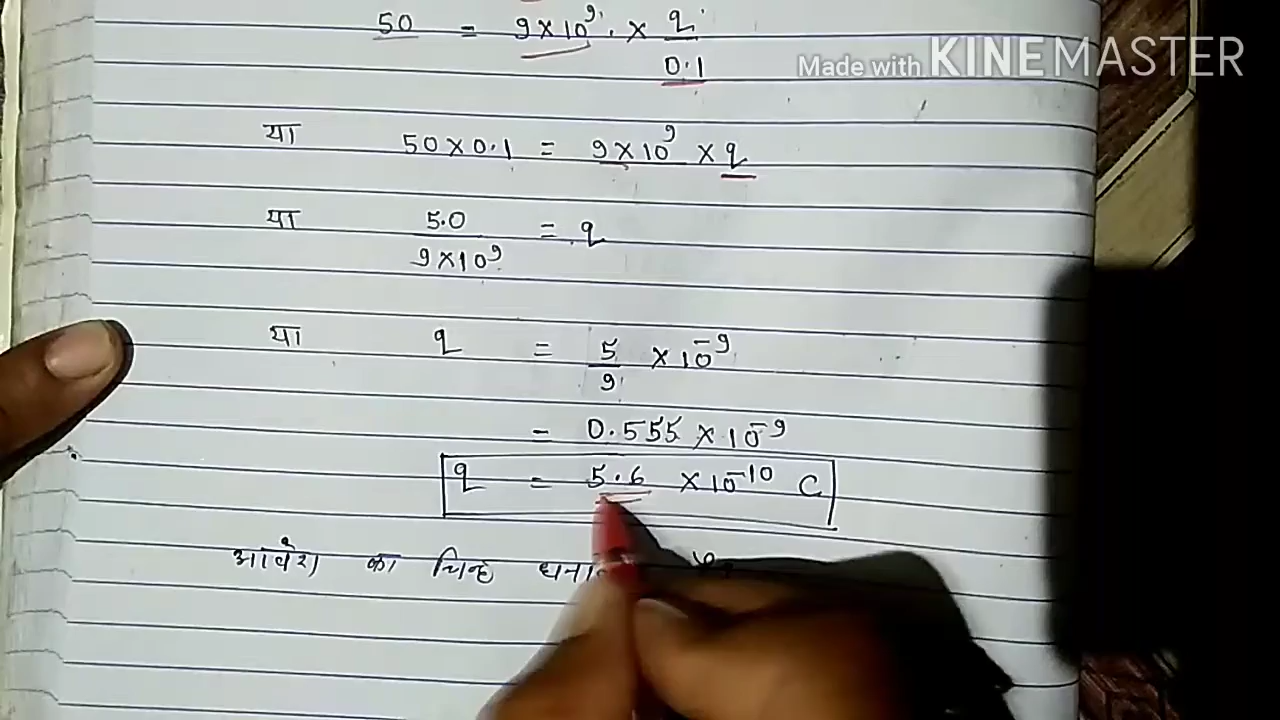 50 = 9×10⁹ × q/0.1
Made with KINEMASTER
या 50×0.1 = 9×10⁹ × q
या 5.0/9×10⁹ = q
या q = 5/9 ×10⁻⁹
= 0.555 ×10⁻⁹
q = 5.6 ×10⁻¹⁰ C
आवेश का चिन्ह